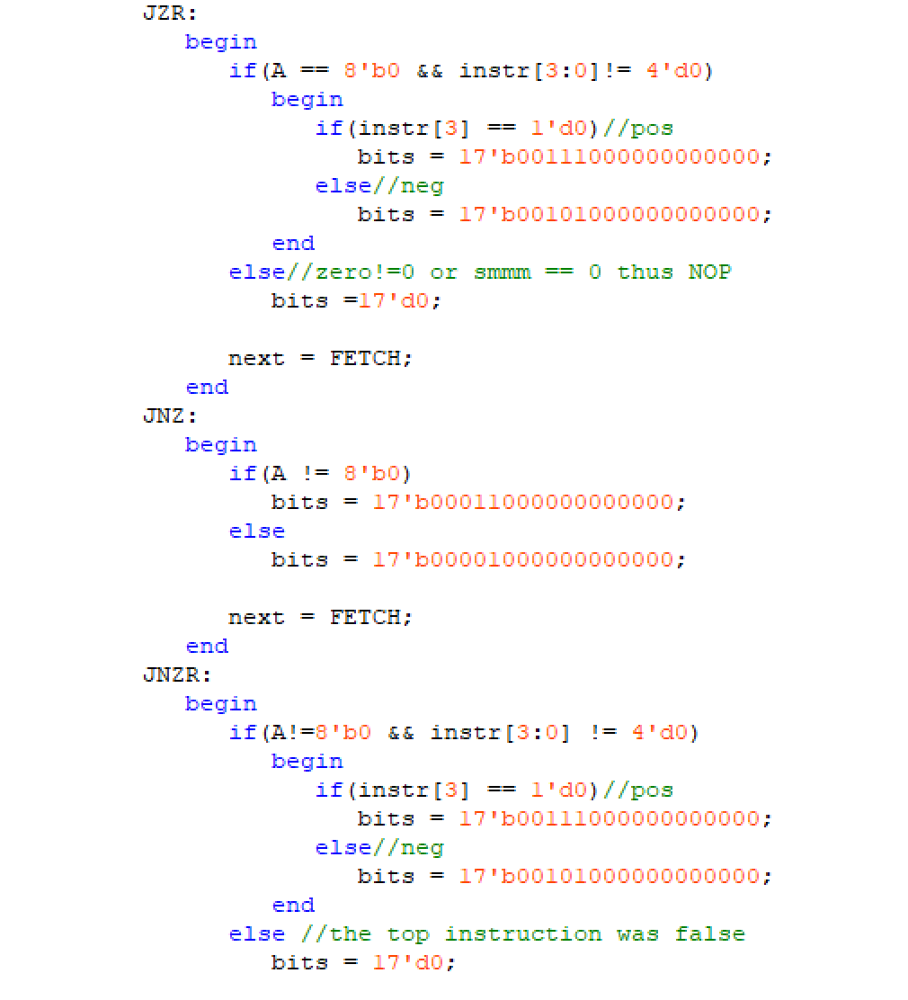 JZR:
begin
if(A == 8'b0 && instr[3:0]!= 4'd0)
begin
if(instr[3] == 1'd0)//pos
bits = 17'b00111000000000000;
else//neg
bits = 17'b00101000000000000;
end
else//zero!=0 or smmm == 0 thus NOP
bits =17'd0;
next = FETCH;
end
JNZ:
begin
if(A != 8'b0)
bits = 17'b00011000000000000;
else
bits = 17'b00001000000000000;
next = FETCH;
end
JNZR:
begin
if(A!=8'b0 && instr[3:0] != 4'd0)
begin
if(instr[3] == 1'd0)//pos
bits = 17'b00111000000000000;
else//neg
bits = 17'b00101000000000000;
end
else //the top instruction was false
bits = 17'd0;